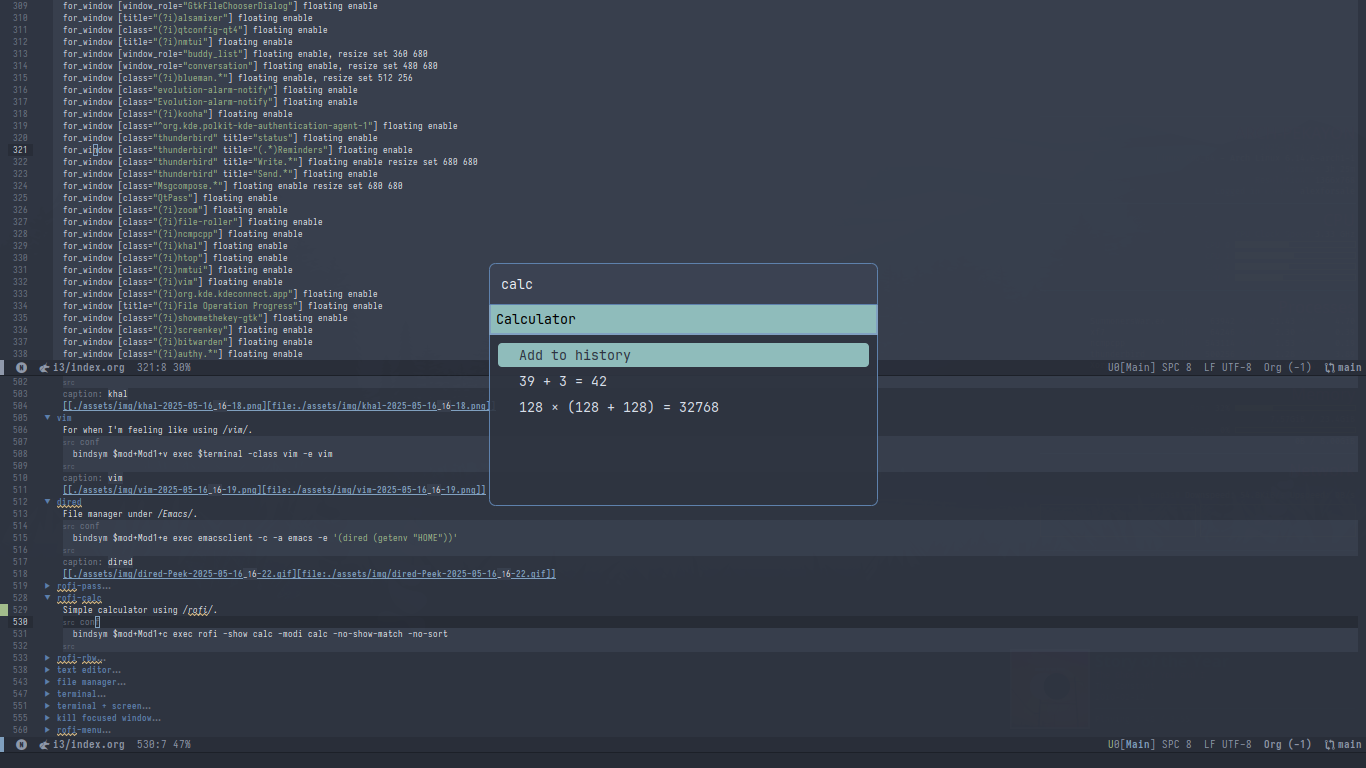 309 for_window [window_role="GtkFileChooserDialog"] floating enable
310 for_window [title="(?i)alsamixer"] floating enable
311 for_window [class="(?i)qtconfig-qt4"] floating enable
312 for_window [title="(?i)nmtui"] floating enable
313 for_window [window_role="buddy_list"] floating enable, resize set 360 680
314 for_window [window_role="conversation"] floating enable, resize set 480 680
315 for_window [class="(?i)blueman.*"] floating enable, resize set 512 256
316 for_window [class="evolution-alarm-notify"] floating enable
317 for_window [class="Evolution-alarm-notify"] floating enable
318 for_window [class="(?i)kooha"] floating enable
319 for_window [class="^org.kde.polkit-kde-authentication-agent-1"] floating enable
320 for_window [class="thunderbird" title="status"] floating enable
321 for_window [class="thunderbird" title="(.*)Reminders"] floating enable
322 for_window [class="thunderbird" title="Write.*"] floating enable resize set 680 680
323 for_window [class="thunderbird" title="Send.*"] floating enable
324 for_window [class="Msgcompose.*"] floating enable resize set 680 680
325 for_window [class="QtPass"] floating enable
326 for_window [class="(?i)zoom"] floating enable
327 for_window [class="(?i)file-roller"] floating enable
328 for_window [class="(?i)ncmpcpp"] floating enable
329 for_window [class="(?i)khal"] floating enable
330 for_window [class="(?i)htop"] floating enable
331 for_window [class="(?i)nmtui"] floating enable
332 for_window [class="(?i)vim"] floating enable
333 for_window [class="(?i)org.kde.kdeconnect.app"] floating enable
334 for_window [title="(?i)File Operation Progress"] floating enable
335 for_window [class="(?i)showmethekey-gtk"] floating enable
336 for_window [class="(?i)screenkey"] floating enable
337 for_window [class="(?i)bitwarden"] floating enable
338 for_window [class="(?i)authy.*"] floating enable
N i3/index.org 321:8 30% U0[Main] SPC 8 LF UTF-8 Org (-1) main
calc
Calculator
Add to history
39 + 3 = 42
128 × (128 + 128) = 32768
502 src
503 caption: khal
504 [[./assets/img/khal-2025-05-16_16-18.png][file:./assets/img/khal-2025-05-16_16-18.png]
505 ▼ vim
506 For when I'm feeling like using /vim/.
507 src conf
508 bindsym $mod+Mod1+v exec $terminal -class vim -e vim
509 src
510 caption: vim
511 [[./assets/img/vim-2025-05-16_16-19.png][file:./assets/img/vim-2025-05-16_16-19.png]]
512 ▼ dired
513 File manager under /Emacs/.
514 src conf
515 bindsym $mod+Mod1+e exec emacsclient -c -a emacs -e '(dired (getenv "HOME"))'
516 src
517 caption: dired
518 [[./assets/img/dired-Peek-2025-05-16_16-22.gif][file:./assets/img/dired-Peek-2025-05-16_16-22.gif]]
519 ▶ rofi-pass…
528 ▼ rofi-calc
529 Simple calculator using /rofi/.
530 src conf
531 bindsym $mod+Mod1+c exec rofi -show calc -modi calc -no-show-match -no-sort
532 src
533 ▶ rofi-rbw…
538 ▶ text editor…
543 ▶ file manager…
547 ▶ terminal…
551 ▶ terminal + screen…
555 ▶ kill focused window…
560 ▶ rofi-menu…
N i3/index.org 530:7 47% U0[Main] SPC 8 LF UTF-8 Org (-1) main